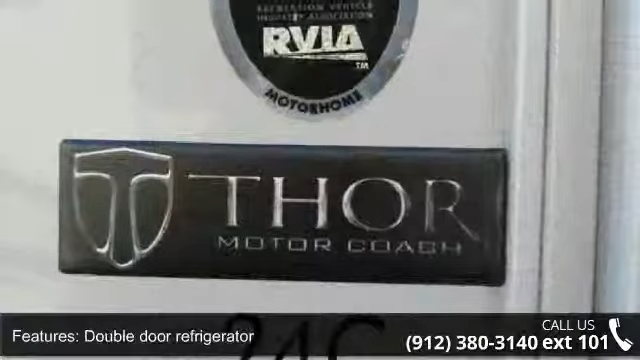 RECREATION VEHICLE
INDUSTRY ASSOCIATION
RVIA TM
MOTORHOME
THOR
MOTOR COACH
24C
Features: Double door refrigerator
CALL US
(912) 380-3140 ext 101